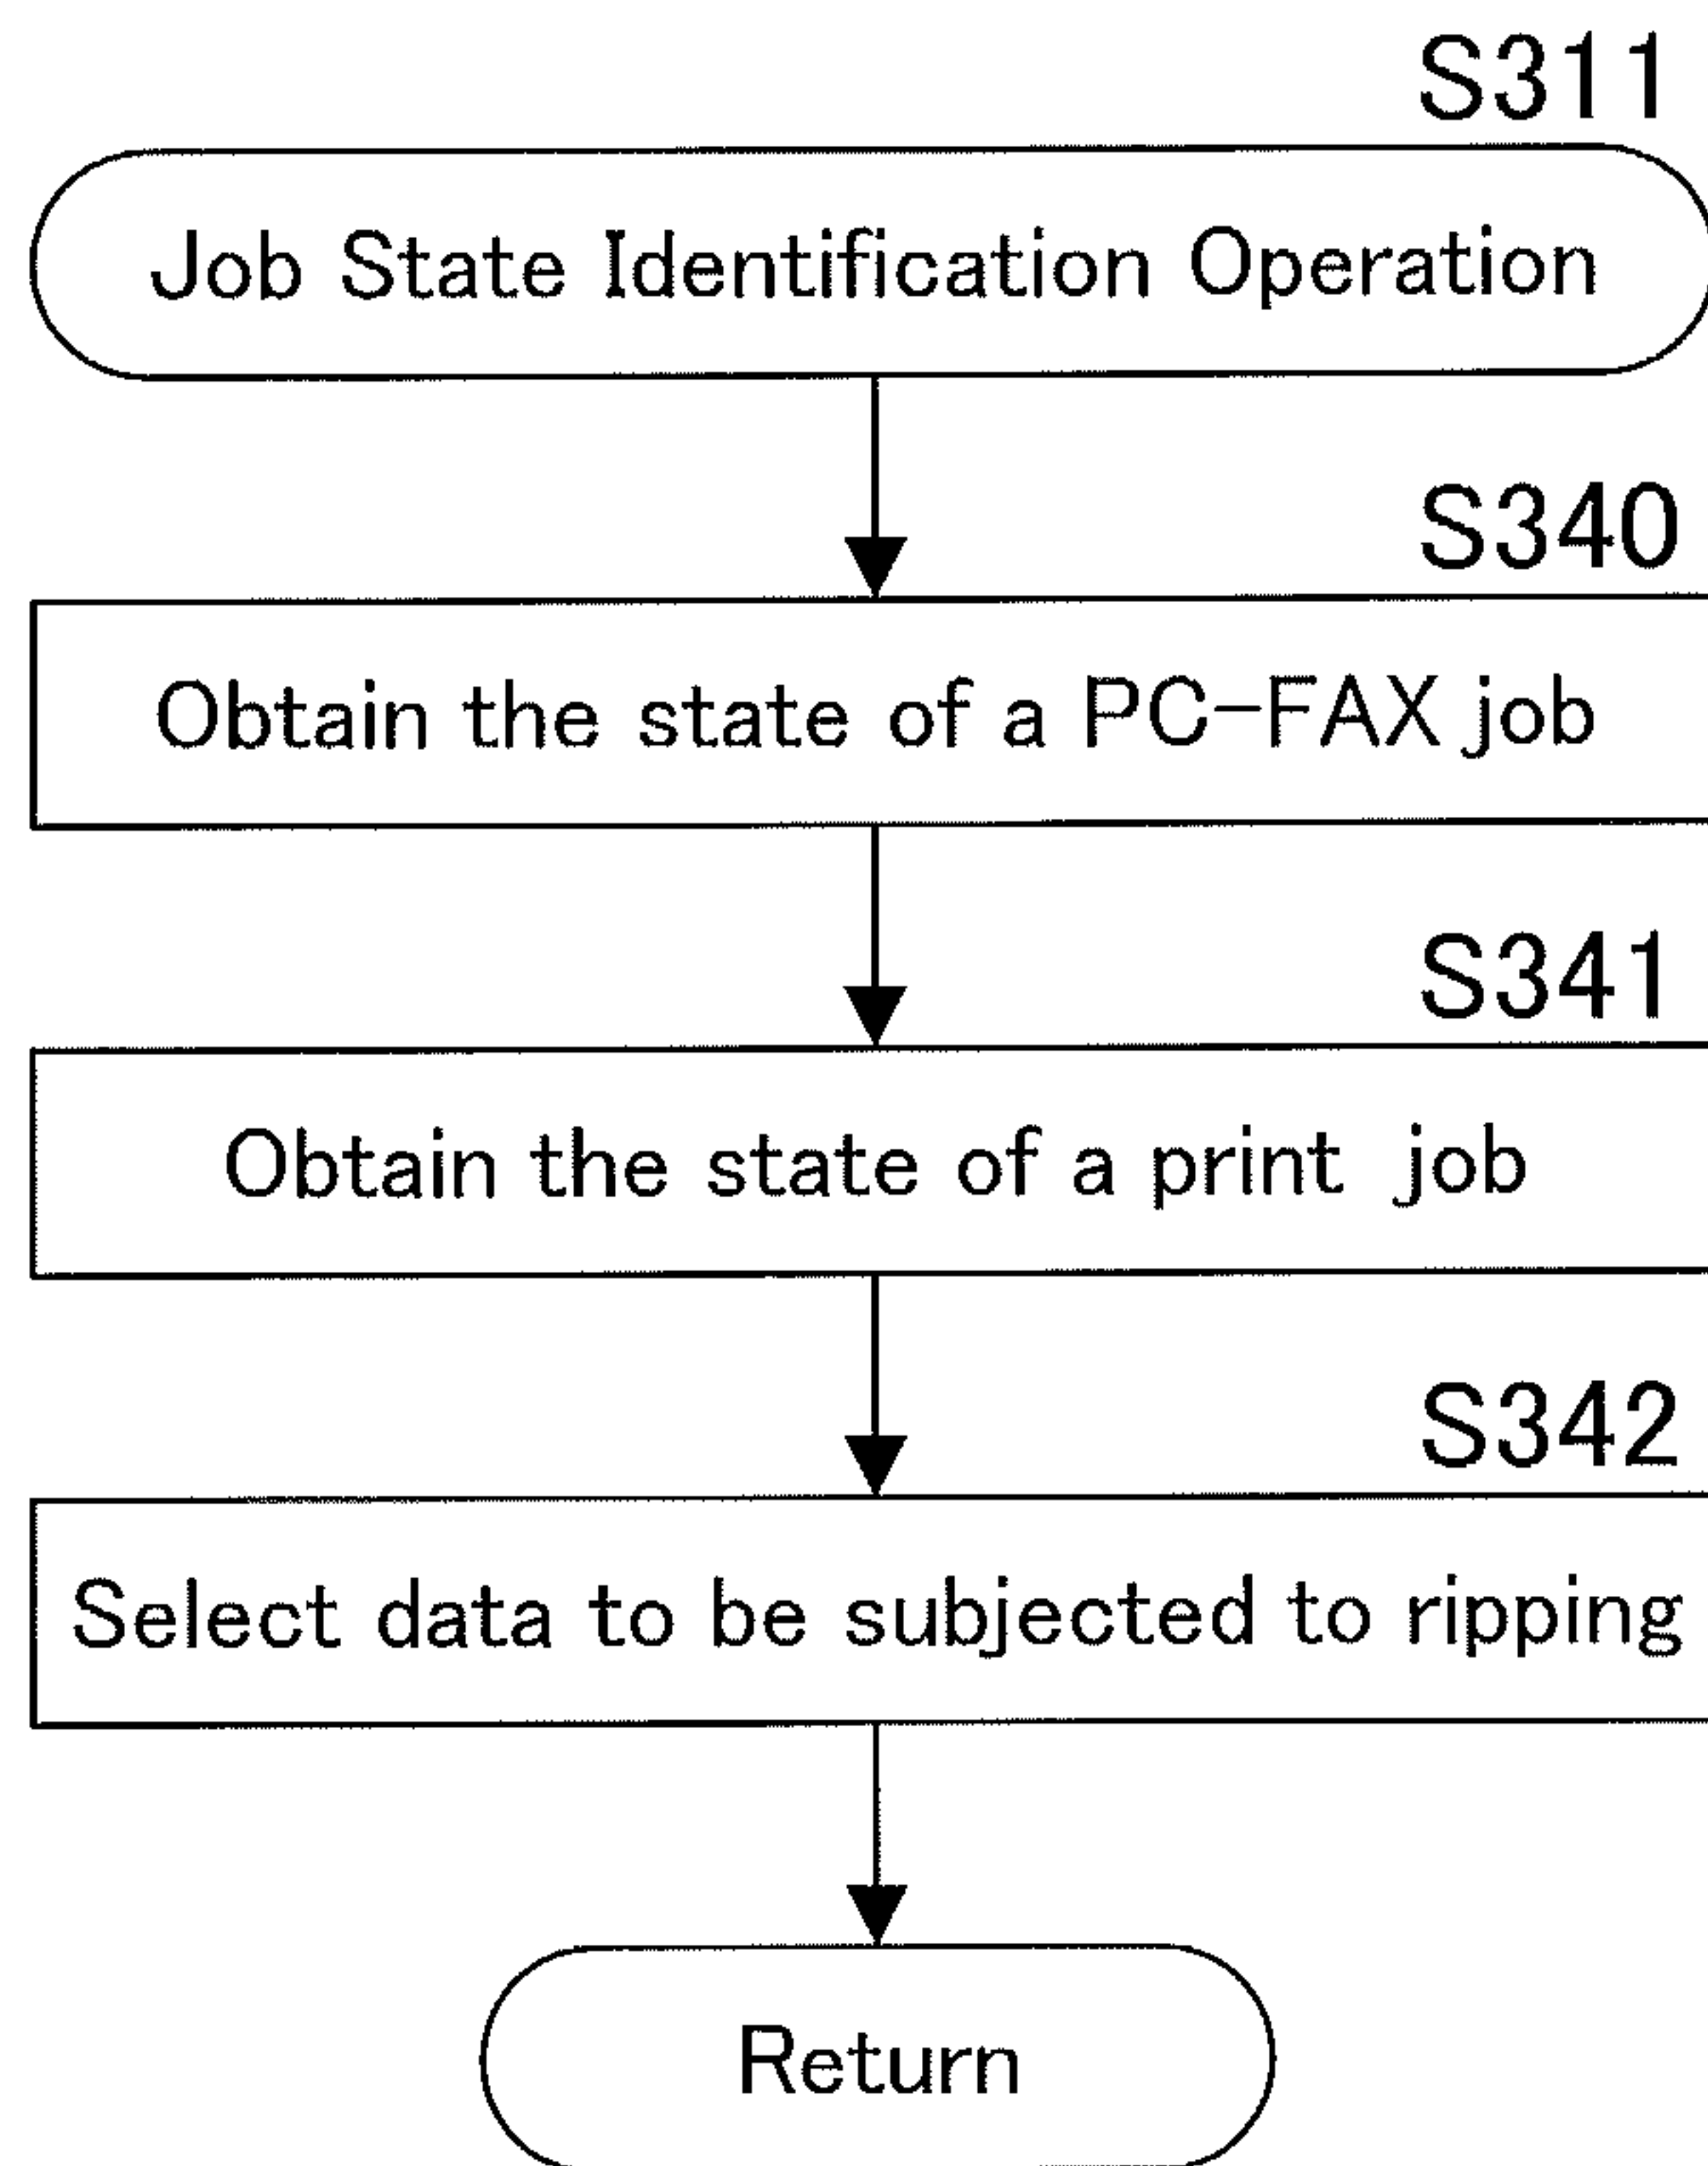 S311
Job State Identification Operation
S340
Obtain the state of a PC-FAX job
S341
Obtain the state of a print job
S342
Select data to be subjected to ripping
Return